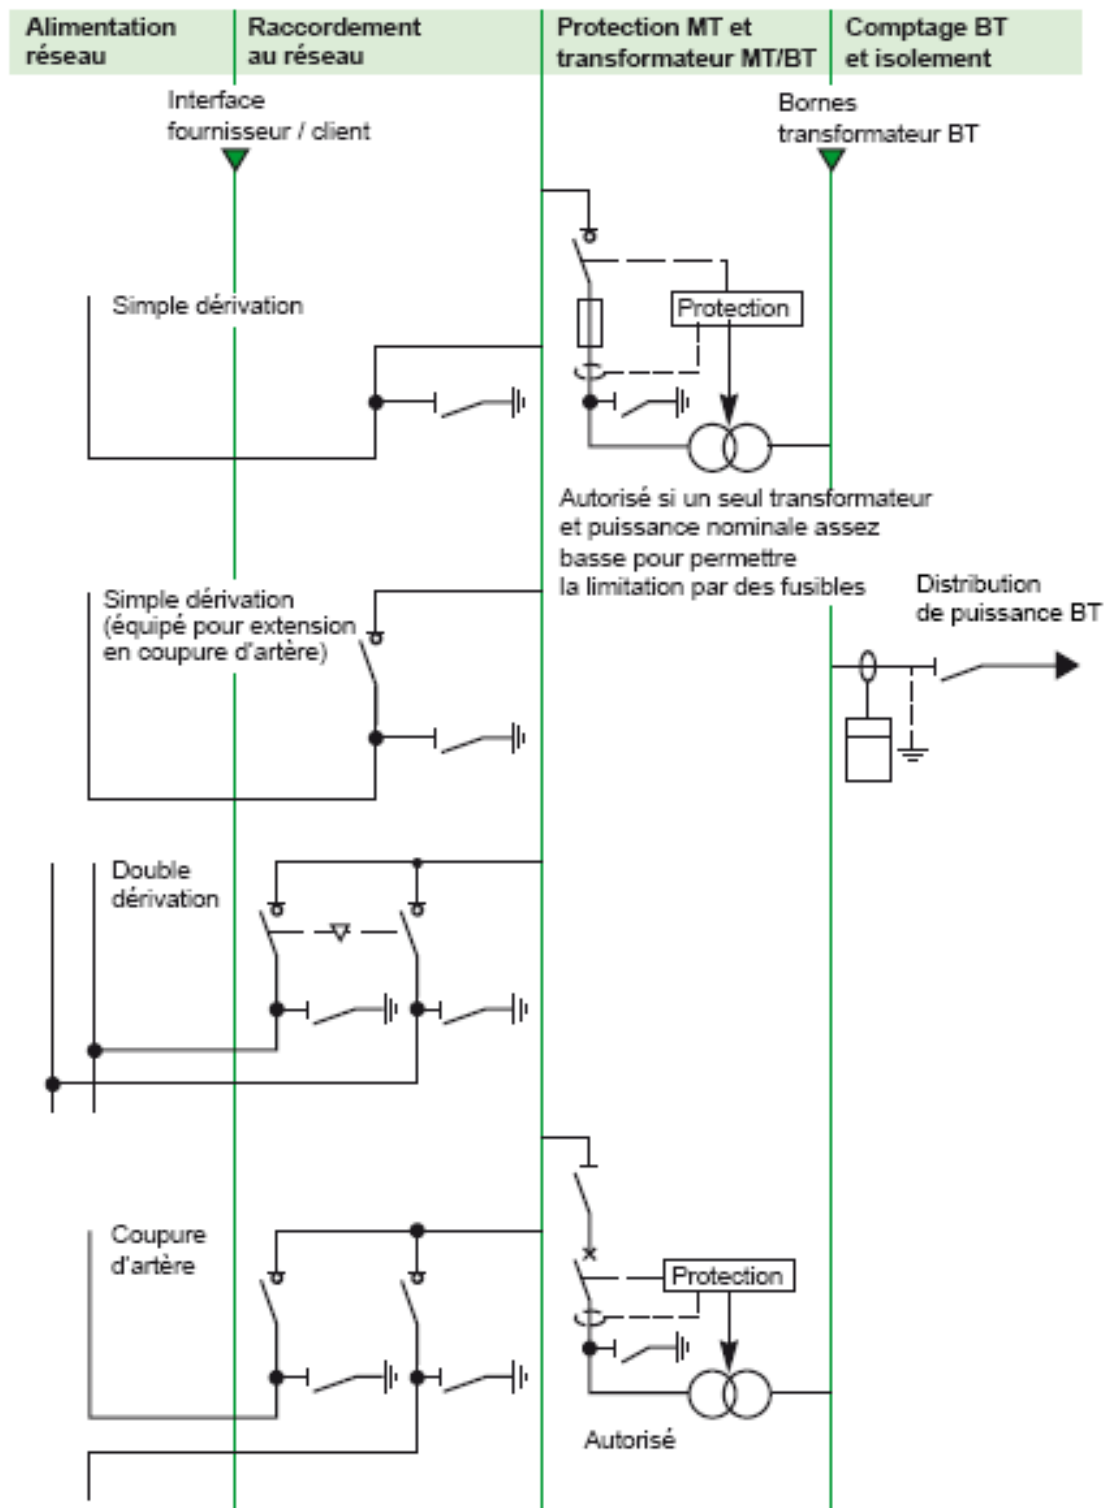 Alimentation
réseau
Raccordement
au réseau
Protection MT et
transformateur MT/BT
Comptage BT
et isolement
Interface
fournisseur / client
Bornes
transformateur BT
Simple dérivation
Protection
Autorisé si un seul transformateur
et puissance nominale assez
basse pour permettre
la limitation par des fusibles
Distribution
de puissance BT
Simple dérivation
(équipé pour extension
en coupure d'artère)
Double
dérivation
Coupure
d'artère
Protection
Autorisé